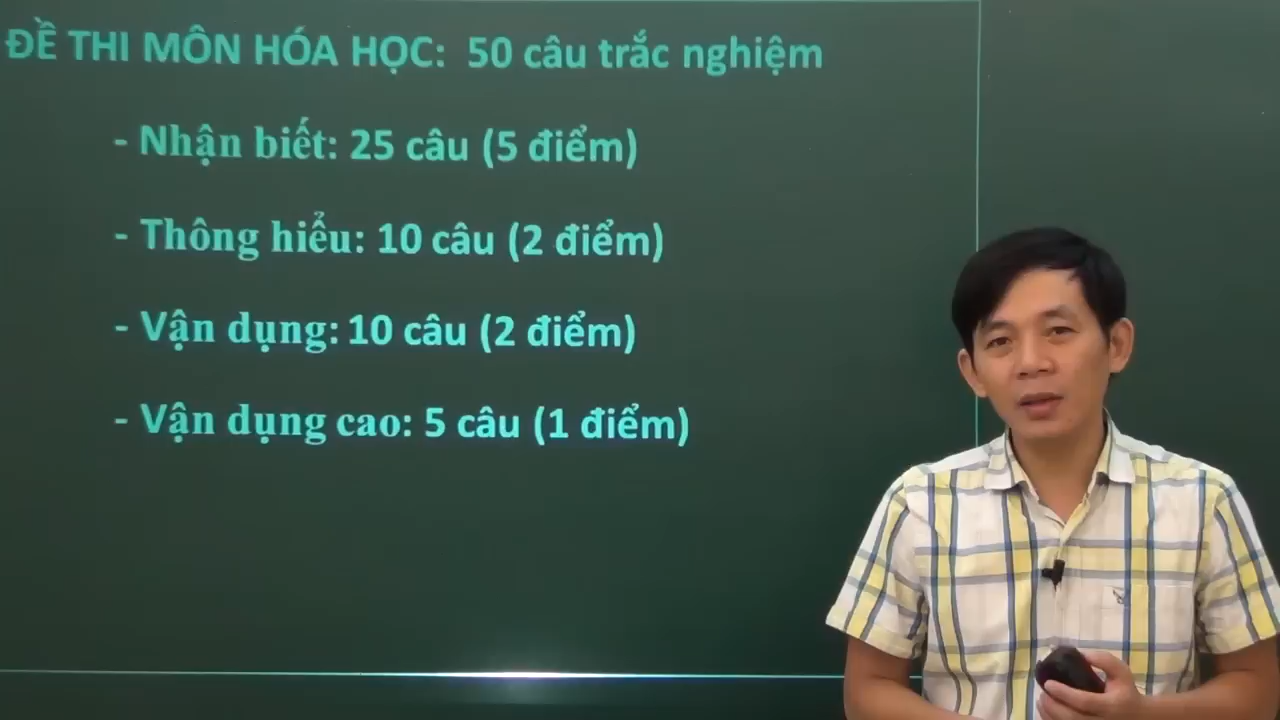 ĐỀ THI MÔN HÓA HỌC: 50 câu trắc nghiệm
- Nhận biết: 25 câu (5 điểm)
- Thông hiểu: 10 câu (2 điểm)
- Vận dụng: 10 câu (2 điểm)
- Vận dụng cao: 5 câu (1 điểm)